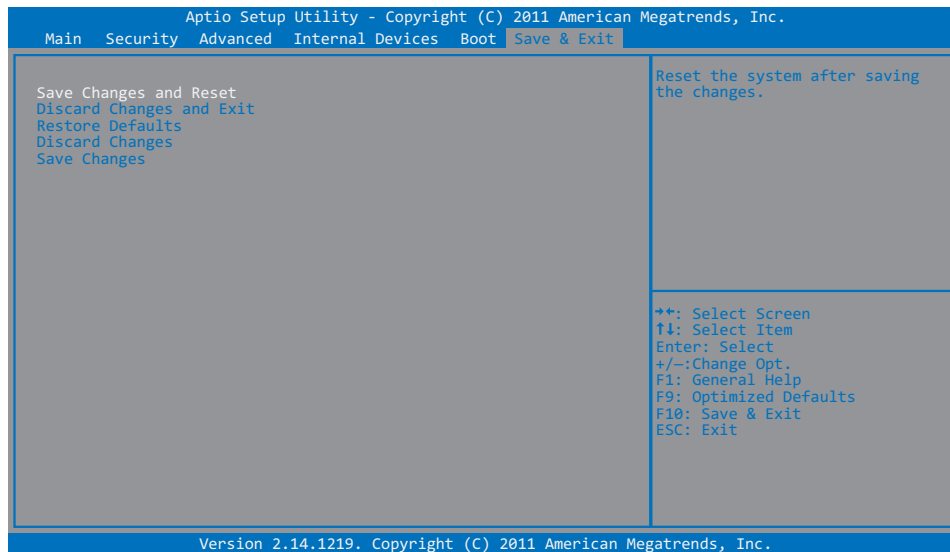 Aptio Setup Utility - Copyright (C) 2011 American Megatrends, Inc.
Main Security Advanced Internal Devices Boot Save & Exit
Save Changes and Reset
Discard Changes and Exit
Restore Defaults
Discard Changes
Save Changes
Reset the system after saving
the changes.
→←: Select Screen
↑↓: Select Item
Enter: Select
+/—:Change Opt.
F1: General Help
F9: Optimized Defaults
F10: Save & Exit
ESC: Exit
Version 2.14.1219. Copyright (C) 2011 American Megatrends, Inc.